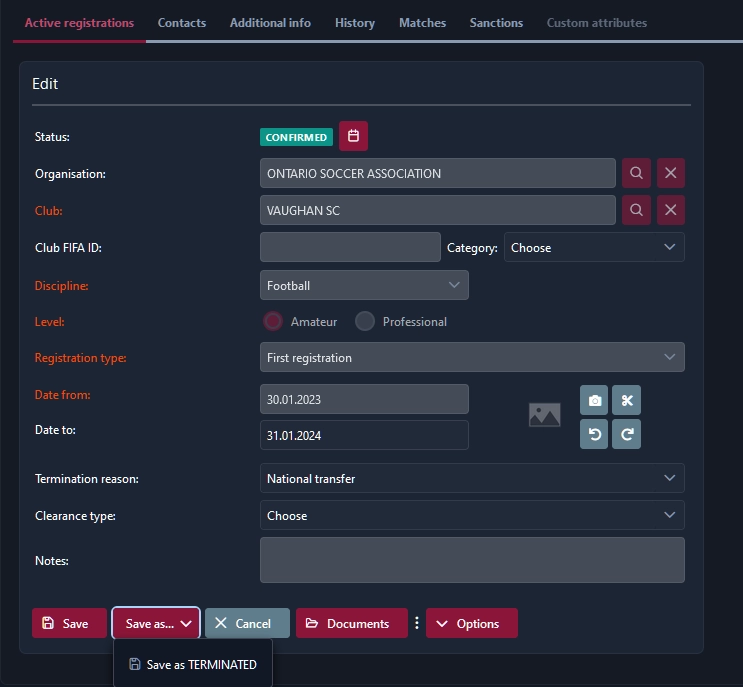 Active registrations Contacts Additional info History Matches Sanctions Custom attributes
Edit
Status: CONFIRMED
Organisation: ONTARIO SOCCER ASSOCIATION
Club: VAUGHAN SC
Club FIFA ID: Category: Choose
Discipline: Football
Level: Amateur Professional
Registration type: First registration
Date from: 30.01.2023
Date to: 31.01.2024
Termination reason: National transfer
Clearance type: Choose
Notes:
Save Save as... Cancel Documents Options
Save as TERMINATED